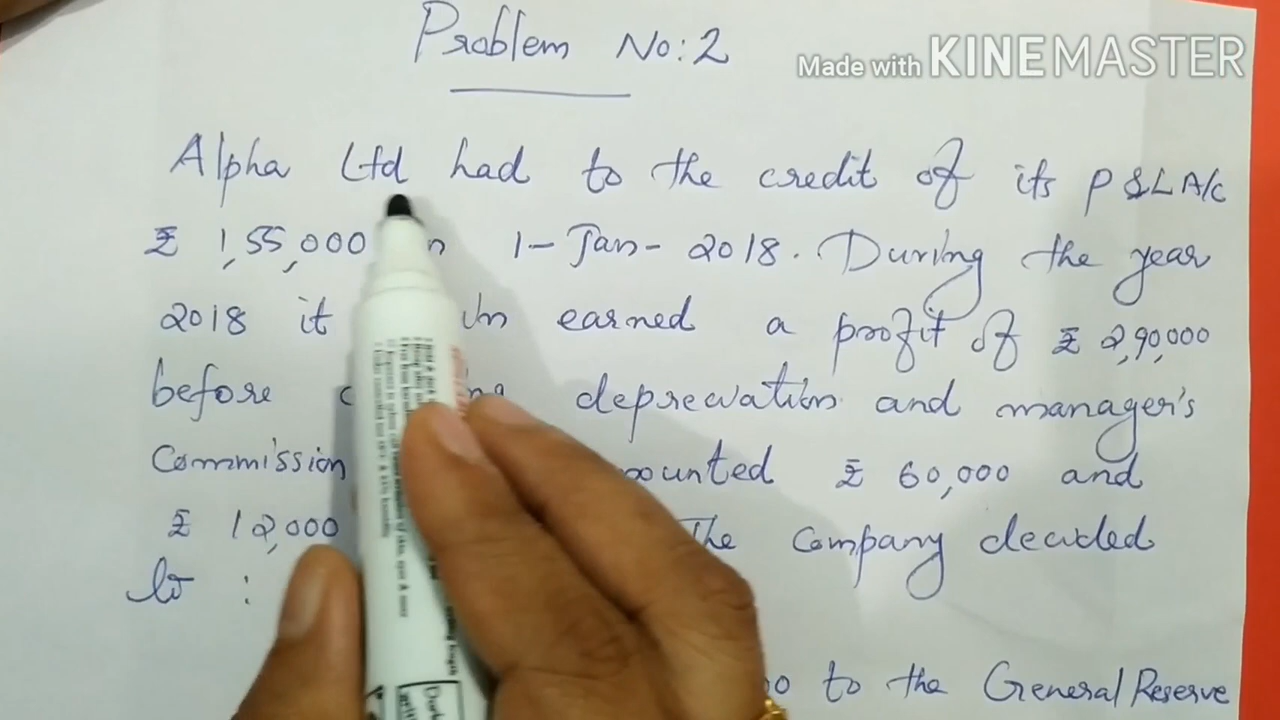 Problem No:2
Made with KINEMASTER
Alpha Ltd had to the credit of its P & L A/c
₹ 1,55,000 1-Jan-2018. During the year
2018 it earned a profit of ₹ 2,90,000
before depreciation and manager's
Commission ₹ 60,000 and
₹ 12,000 The Company decided
to :
to the General Reserve